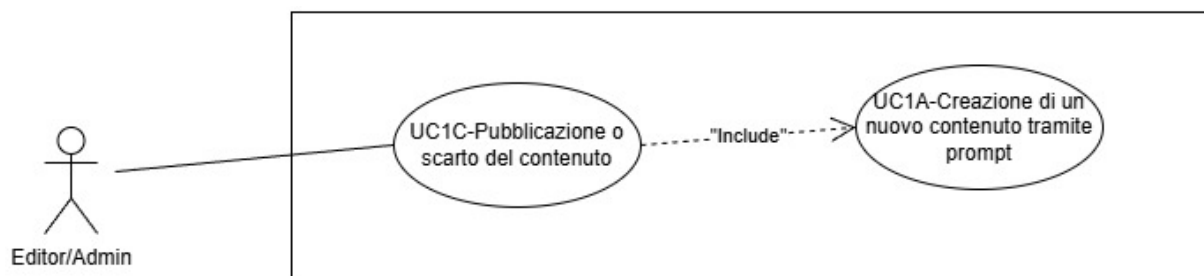 UC1C-Pubblicazione o
scarto del contenuto
"Include"
UC1A-Creazione di un
nuovo contenuto tramite
prompt
Editor/Admin